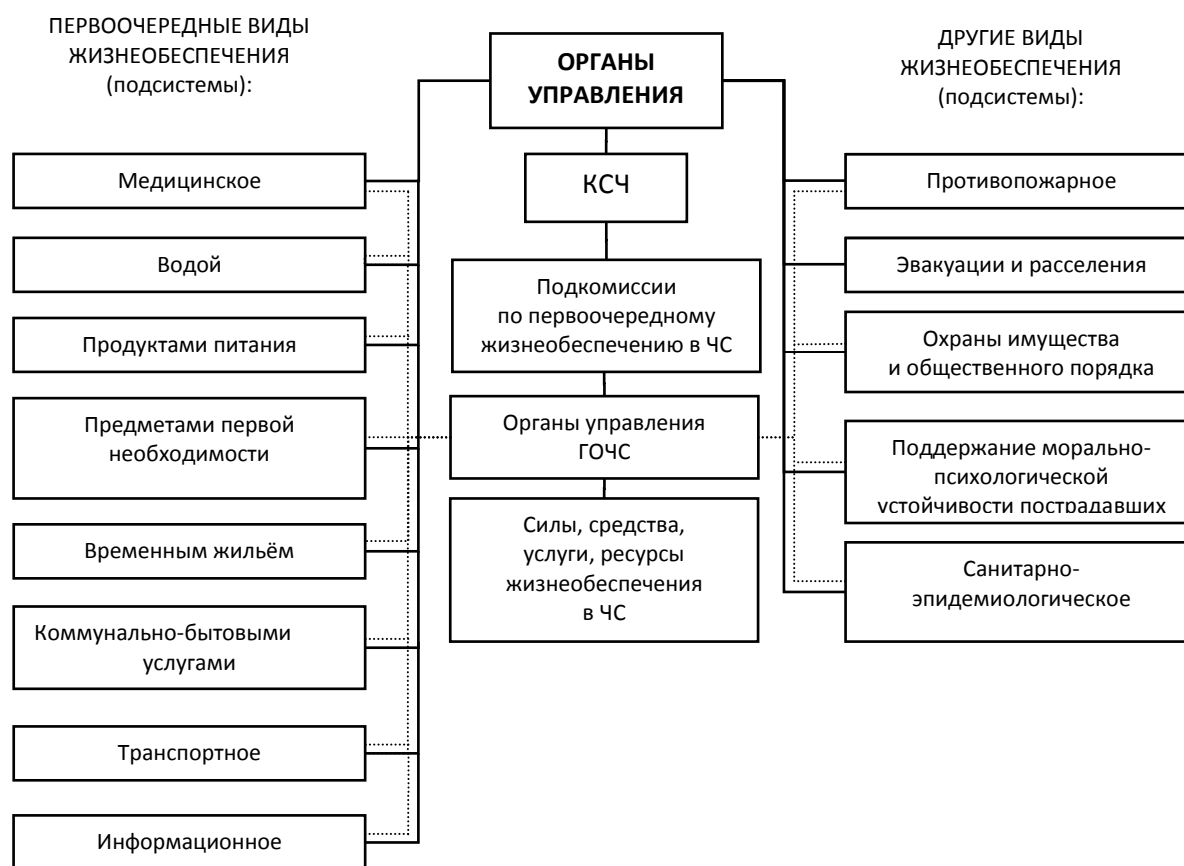 ПЕРВООЧЕРЕДНЫЕ ВИДЫ
ЖИЗНЕОБЕСПЕЧЕНИЯ
(подсистемы):
Медицинское
Водой
Продуктами питания
Предметами первой
необходимости
Временным жильём
Коммунально-бытовыми
услугами
Транспортное
Информационное
ОРГАНЫ
УПРАВЛЕНИЯ
КСЧ
Подкомиссии
по первоочередному
жизнеобеспечению в ЧС
Органы управления
ГОЧС
Силы, средства,
услуги, ресурсы
жизнеобеспечения
в ЧС
ДРУГИЕ ВИДЫ
ЖИЗНЕОБЕСПЕЧЕНИЯ
(подсистемы):
Противопожарное
Эвакуации и расселения
Охраны имущества
и общественного порядка
Поддержание морально-
психологической
устойчивости пострадавших
Санитарно-
эпидемиологическое